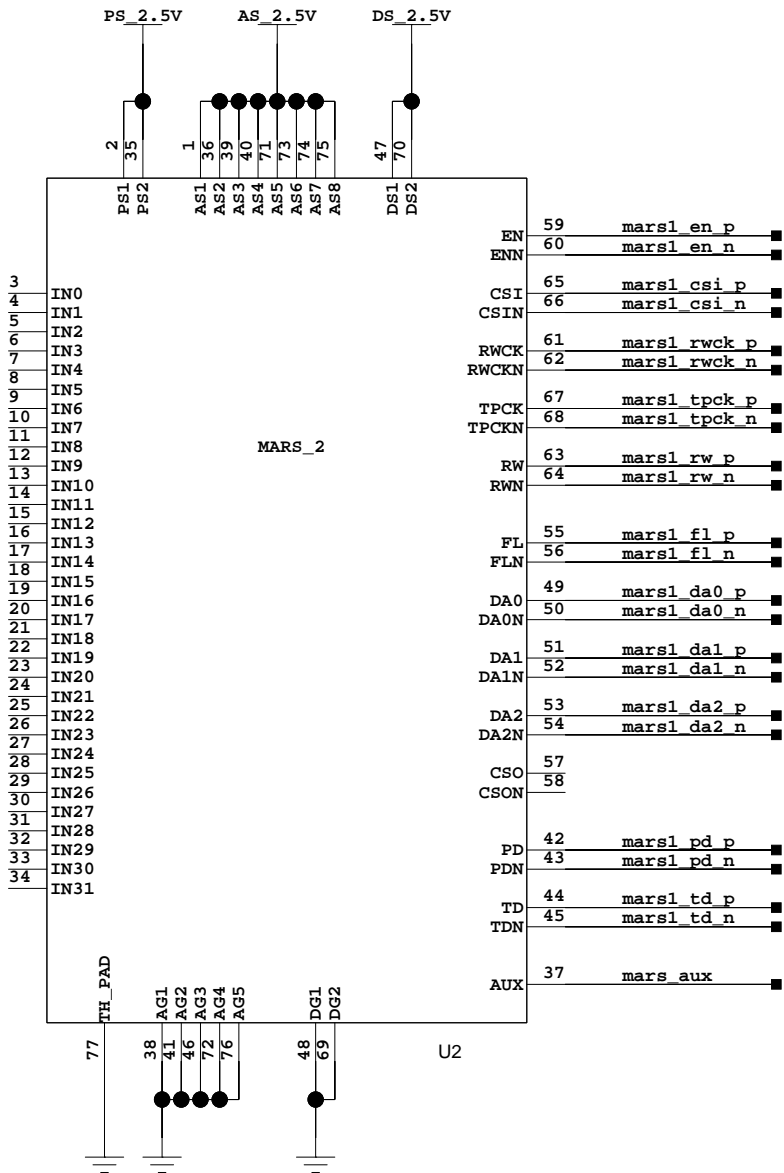 PS_2.5V AS_2.5V DS_2.5V
2 35 1 36 39 40 71 73 74 75 47 70
PS1 PS2 AS1 AS2 AS3 AS4 AS5 AS6 AS7 AS8 DS1 DS2
EN 59 mars1_en_p
ENN 60 mars1_en_n
3 IN0 CSI 65 mars1_csi_p
4 IN1 CSIN 66 mars1_csi_n
5 IN2
6 IN3 RWCK 61 mars1_rwck_p
7 IN4 RWCKN 62 mars1_rwck_n
8 IN5
9 IN6 TPCK 67 mars1_tpck_p
10 IN7 TPCKN 68 mars1_tpck_n
11 IN8 MARS_2
12 IN9 RW 63 mars1_rw_p
13 IN10 RWN 64 mars1_rw_n
14 IN11
15 IN12
16 IN13 FL 55 mars1_fl_p
17 IN14 FLN 56 mars1_fl_n
18 IN15
19 IN16 DA0 49 mars1_da0_p
20 IN17 DA0N 50 mars1_da0_n
21 IN18
22 IN19 DA1 51 mars1_da1_p
23 IN20 DA1N 52 mars1_da1_n
24 IN21
25 IN22 DA2 53 mars1_da2_p
26 IN23 DA2N 54 mars1_da2_n
27 IN24
28 IN25 CSO 57
29 IN26 CSON 58
30 IN27
31 IN28
32 IN29 PD 42 mars1_pd_p
33 IN30 PDN 43 mars1_pd_n
34 IN31
TD 44 mars1_td_p
TDN 45 mars1_td_n
AUX 37 mars_aux
TH_PAD AG1 AG2 AG3 AG4 AG5 DG1 DG2
77 38 41 46 72 76 48 69
U2